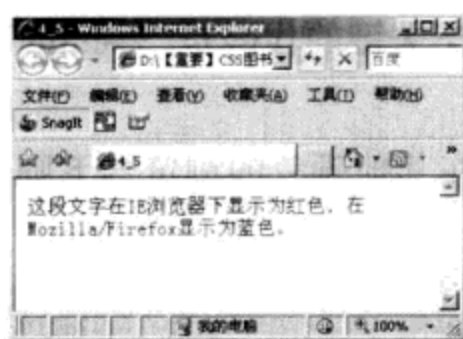 4_5 - Windows Internet Explorer
D:\【重要】CSS图书
百度
文件(F) 编辑(E) 查看(V) 收藏夹(A) 工具(T) 帮助(H)
SnagIt
4_5
这段文字在IE浏览器下显示为红色，在
Mozilla/Firefox显示为蓝色。
我的电脑
100%